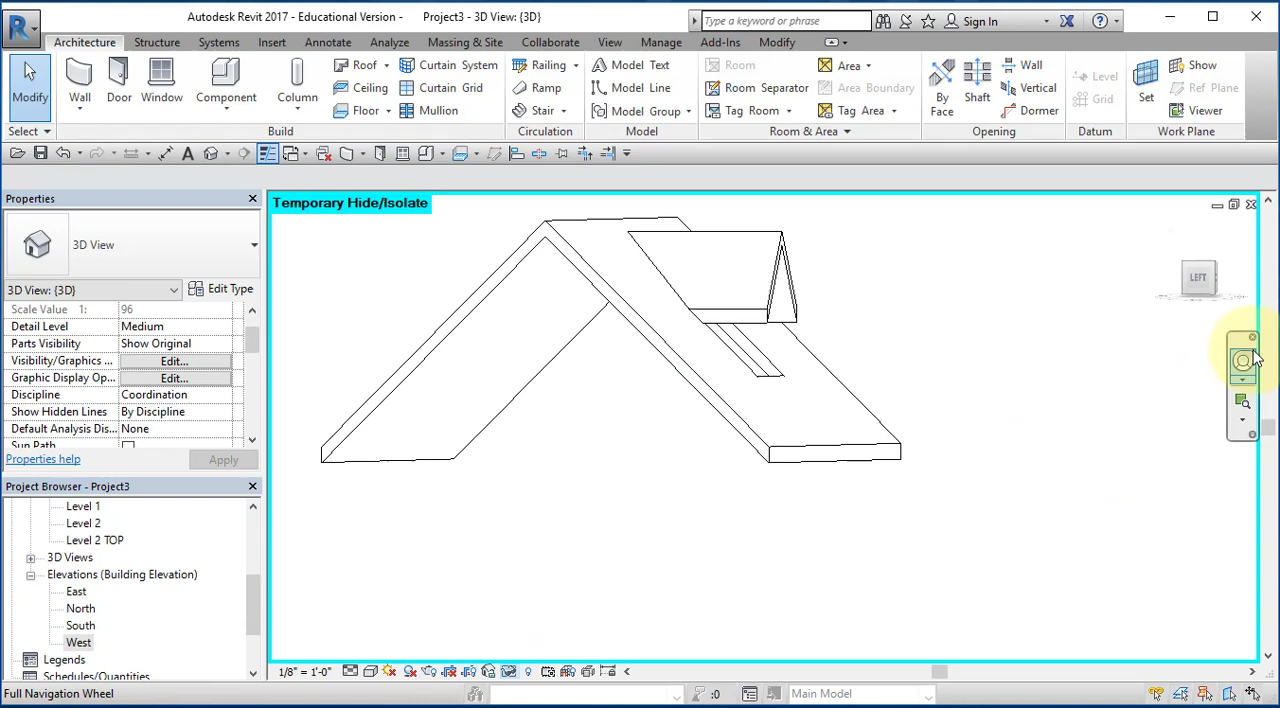 Autodesk Revit 2017 - Educational Version - Project3 - 3D View: {3D}
Type a keyword or phrase
Sign In
Architecture Structure Systems Insert Annotate Analyze Massing & Site Collaborate View Manage Add-Ins Modify
Modify
Wall
Door
Window
Component
Column
Roof
Ceiling
Floor
Curtain System
Curtain Grid
Mullion
Railing
Ramp
Stair
Model Text
Model Line
Model Group
Room
Room Separator
Tag Room
Area
Area Boundary
Tag Area
By Face
Shaft
Wall
Vertical
Dormer
Level
Grid
Set
Show
Ref Plane
Viewer
Select
Build
Circulation
Model
Room & Area
Opening
Datum
Work Plane
Properties
3D View
3D View: {3D}
Edit Type
Scale Value 1: 96
Detail Level Medium
Parts Visibility Show Original
Visibility/Graphics ... Edit...
Graphic Display Op... Edit...
Discipline Coordination
Show Hidden Lines By Discipline
Default Analysis Dis... None
Sun Path
Properties help
Apply
Project Browser - Project3
Level 1
Level 2
Level 2 TOP
3D Views
Elevations (Building Elevation)
East
North
South
West
Legends
Schedules/Quantities
Temporary Hide/Isolate
LEFT
1/8" = 1'-0"
Full Navigation Wheel
:0
Main Model